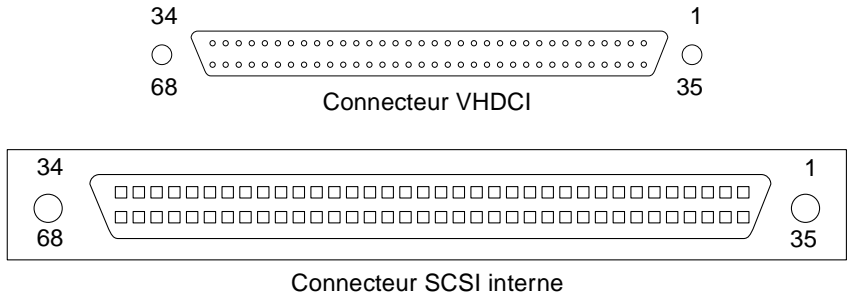 34 1
68 35
Connecteur VHDCI
34 1
68 35
Connecteur SCSI interne